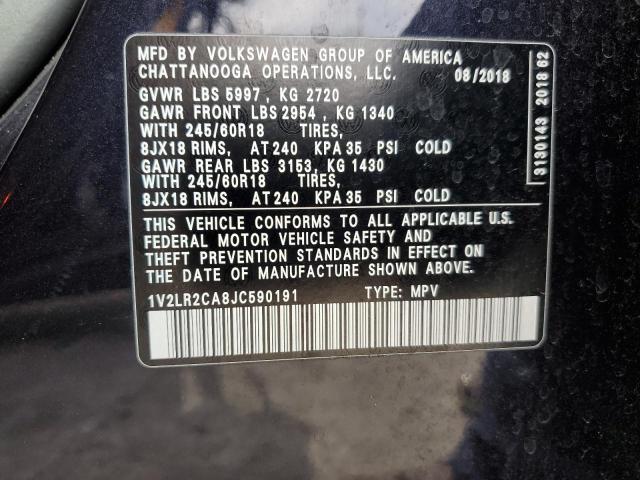 MFD BY VOLKSWAGEN GROUP OF AMERICA
CHATTANOOGA OPERATIONS, LLC. 08/2018
GVWR LBS 5997 , KG 2720
GAWR FRONT LBS 2954 , KG 1340
WITH 245/60R18 TIRES,
8JX18 RIMS, AT 240 KPA 35 PSI COLD
GAWR REAR LBS 3153, KG 1430
WITH 245/60R18 TIRES,
8JX18 RIMS, AT 240 KPA 35 PSI COLD
THIS VEHICLE CONFORMS TO ALL APPLICABLE U.S.
FEDERAL MOTOR VEHICLE SAFETY AND
THEFT PREVENTION STANDARDS IN EFFECT ON
THE DATE OF MANUFACTURE SHOWN ABOVE.
1V2LR2CA8JC590191 TYPE: MPV
3130143 2018 62